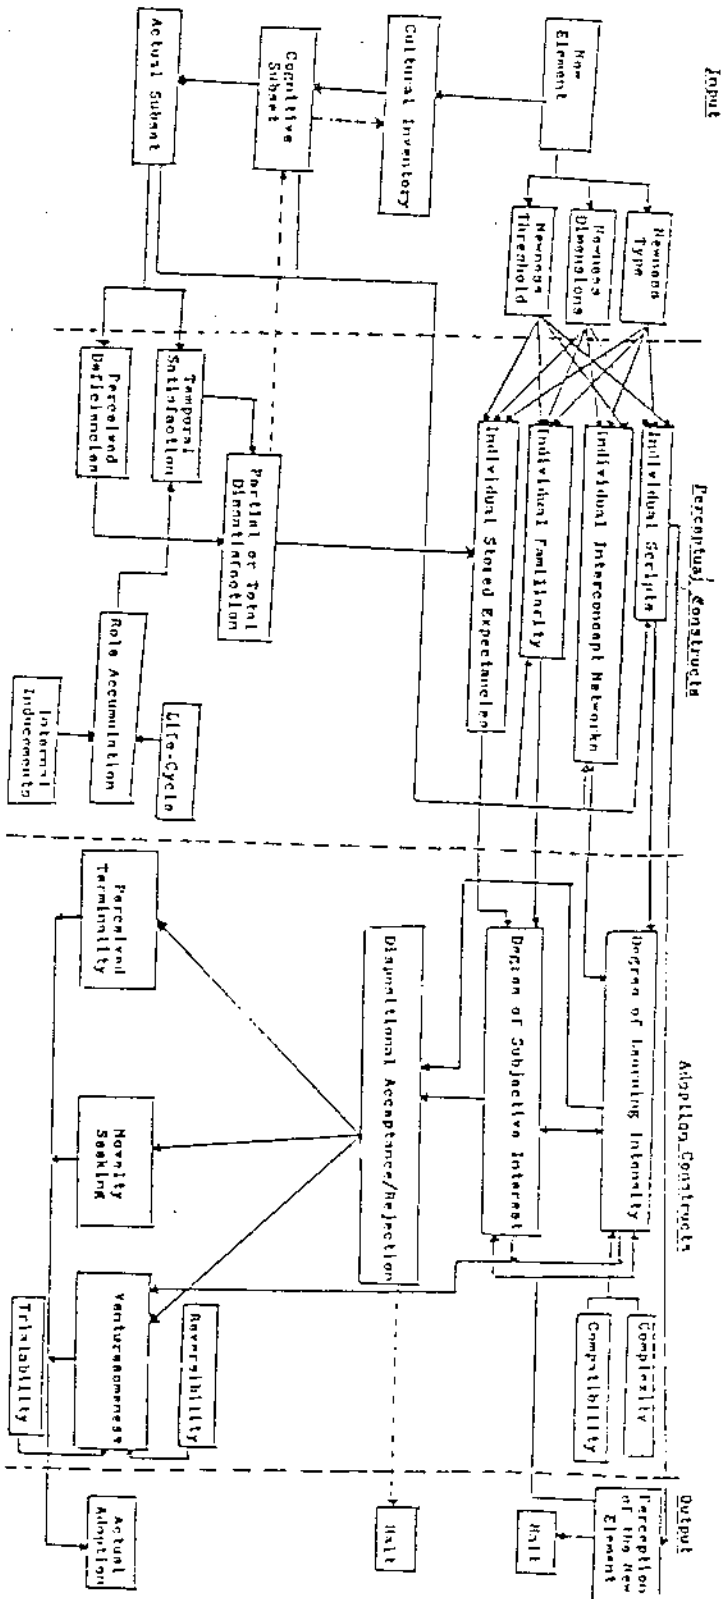 Input
New
Element
Newness
Type
Newness
Dimensions
Newness
Threshold
Cultural Inventory
Cognitive
Subset
Actual Subset
Perceptual Constructs
Individual Scripts
Individual Interconcept Networks
Individual Familiarity
Individual Stored Expectancies
Partial or Total
Dissatisfaction
Temporal
Satisfaction
Perceived
Deficiencies
Role Accumulation
Life-Cycle
Internal
Inducements
Adoption Constructs
Degree of Learning Intensity
Degree of Subjective Interest
Dispositional Acceptance/Rejection
Perceived
Terminality
Novelty
Seeking
Venturesomeness
Complexity
Compatibility
Reversibility
Trialability
Output
Perception
of the New
Element
Halt
Halt
Actual
Adoption